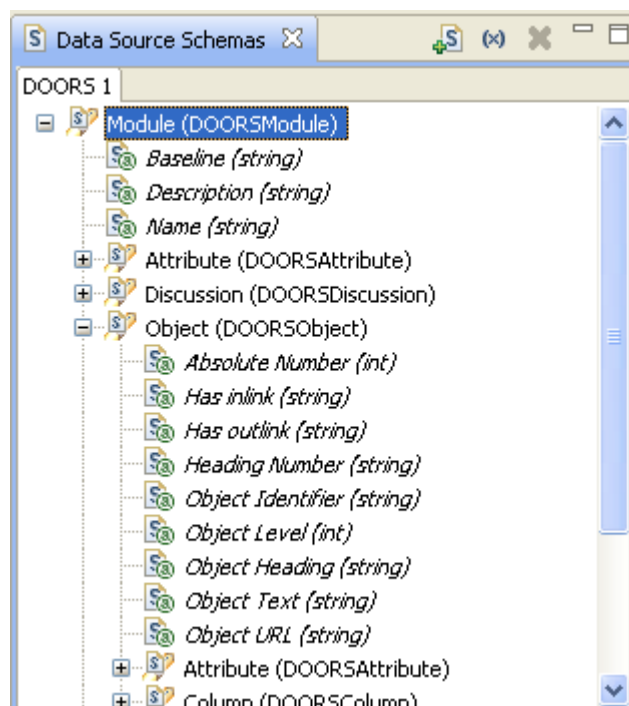 Data Source Schemas
DOORS 1
Module (DOORSModule)
Baseline (string)
Description (string)
Name (string)
Attribute (DOORSAttribute)
Discussion (DOORSDiscussion)
Object (DOORSObject)
Absolute Number (int)
Has inlink (string)
Has outlink (string)
Heading Number (string)
Object Identifier (string)
Object Level (int)
Object Heading (string)
Object Text (string)
Object URL (string)
Attribute (DOORSAttribute)
Column (DOORSColumn)